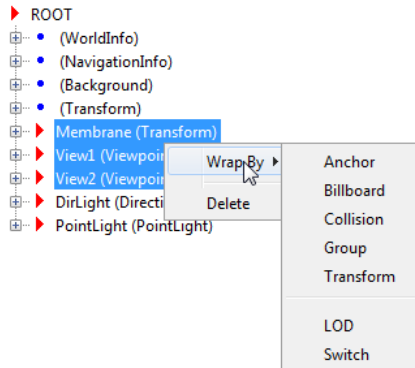 ROOT
(WorldInfo)
(NavigationInfo)
(Background)
(Transform)
Membrane (Transform)
View1 (Viewpoi
View2 (Viewpoi
DirLight (Directi
PointLight (PointLight)
Wrap By
Delete
Anchor
Billboard
Collision
Group
Transform
LOD
Switch